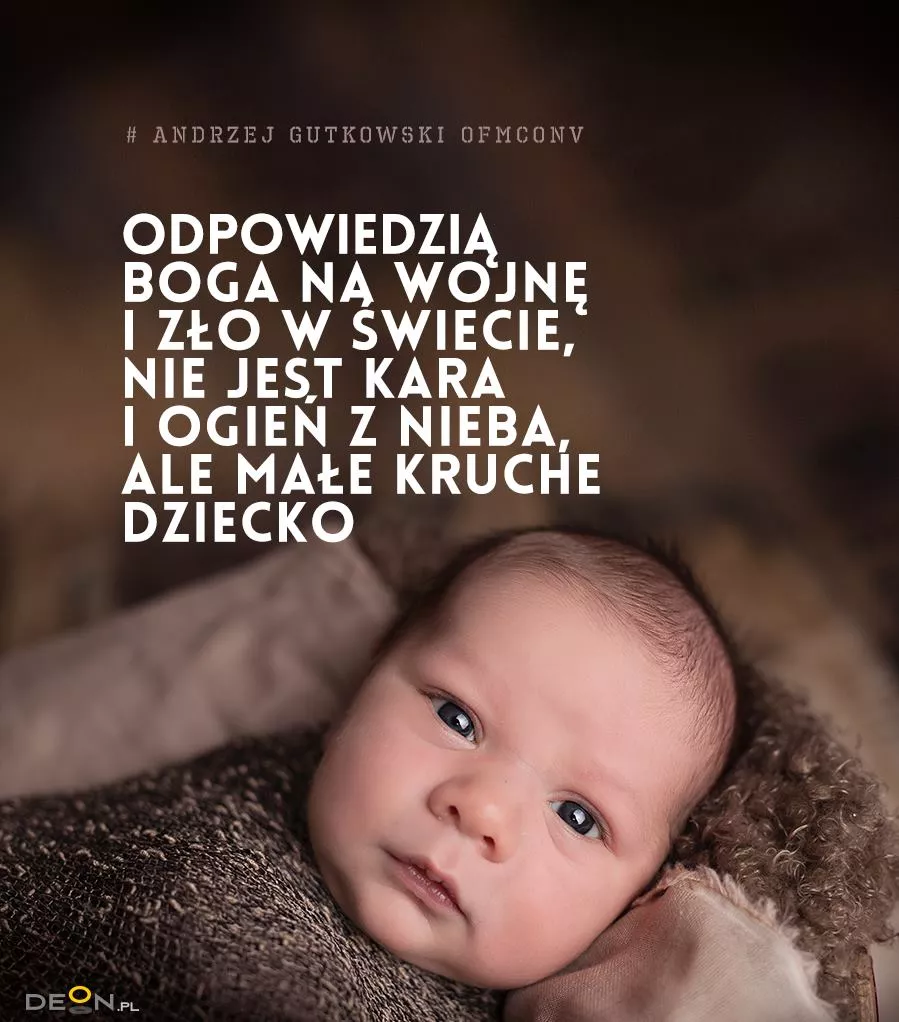 # ANDRZEJ GUTKOWSKI OFMCONV
ODPOWIEDZIĄ
BOGA NA WOJNĘ
I ZŁO W ŚWIECIE,
NIE JEST KARA
I OGIEŃ Z NIEBA,
ALE MAŁE KRUCHE
DZIECKO
DEON.PL